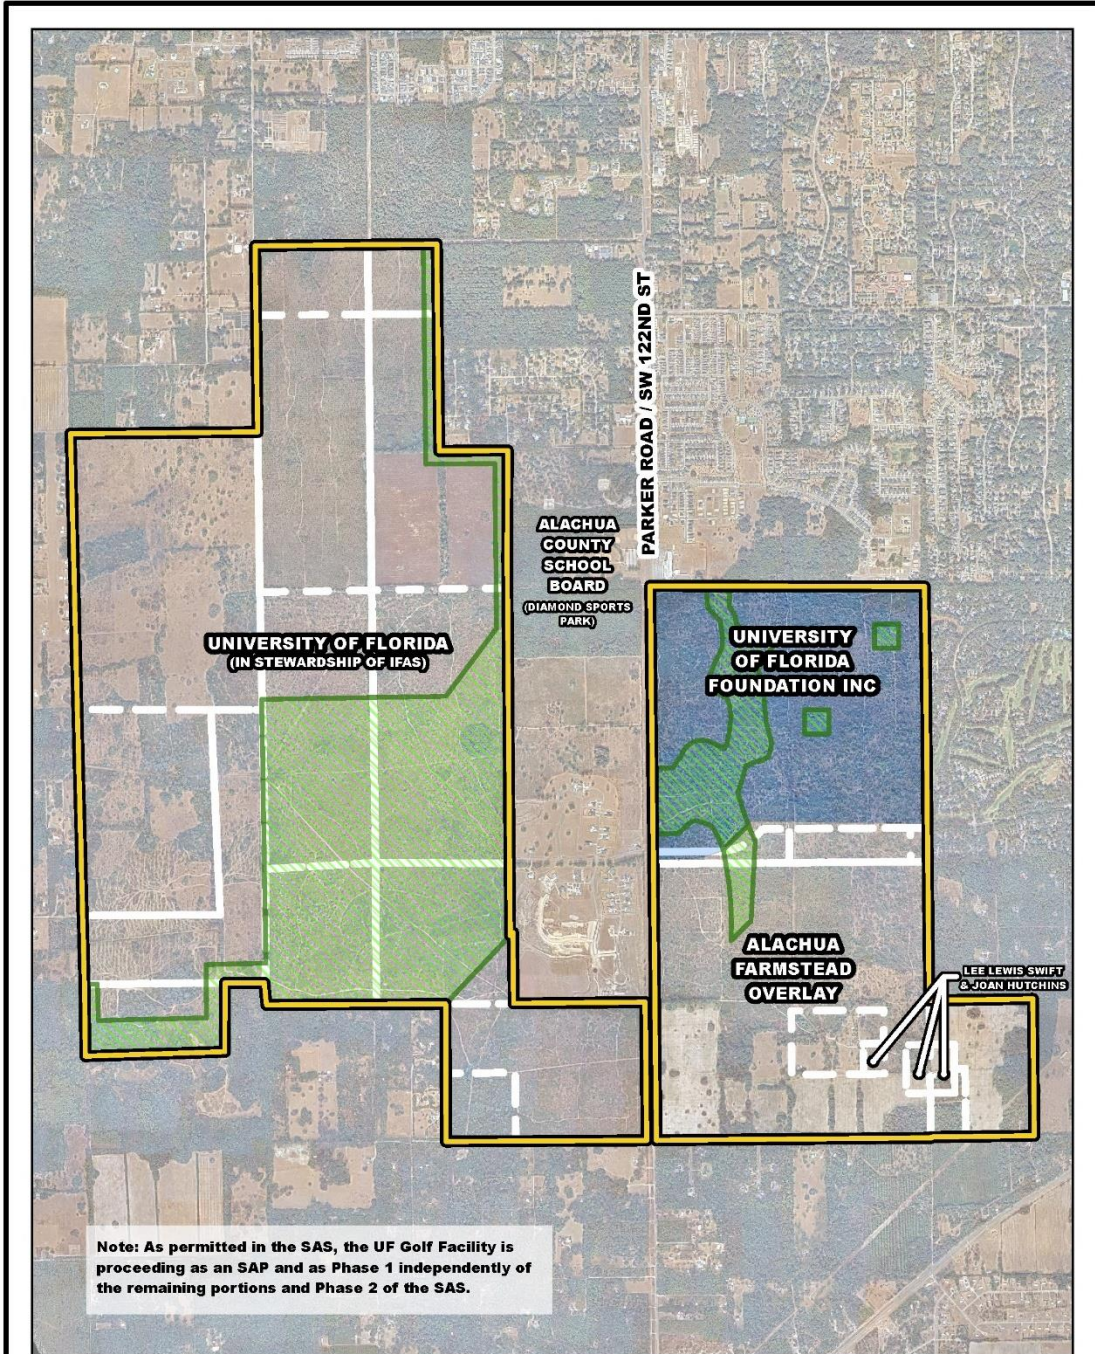 PARKER ROAD / SW 122ND ST
ALACHUA
COUNTY
SCHOOL
BOARD
(DIAMOND SPORTS
PARK)
UNIVERSITY OF FLORIDA
(IN STEWARDSHIP OF IFAS)
UNIVERSITY
OF FLORIDA
FOUNDATION INC
ALACHUA
FARMSTEAD
OVERLAY
LEE LEWIS SWIFT
& JOAN HUTCHINS
Note: As permitted in the SAS, the UF Golf Facility is
proceeding as an SAP and as Phase 1 independently of
the remaining portions and Phase 2 of the SAS.